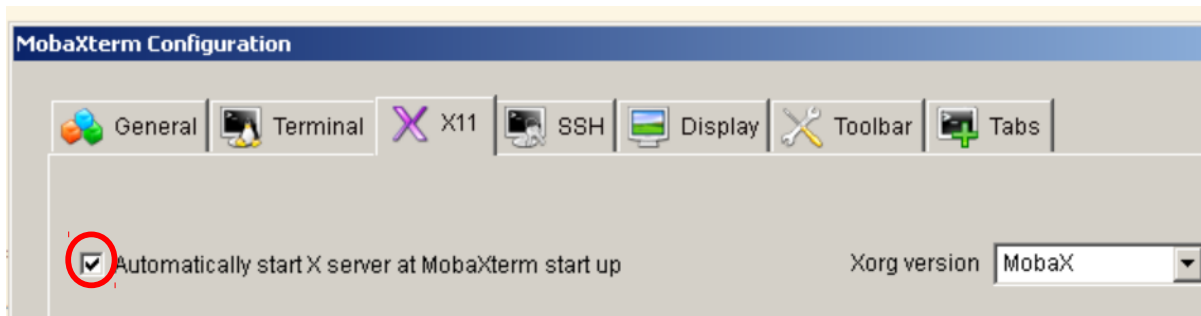 MobaXterm Configuration
General Terminal X11 SSH Display Toolbar Tabs
Automatically start X server at MobaXterm start up Xorg version MobaX